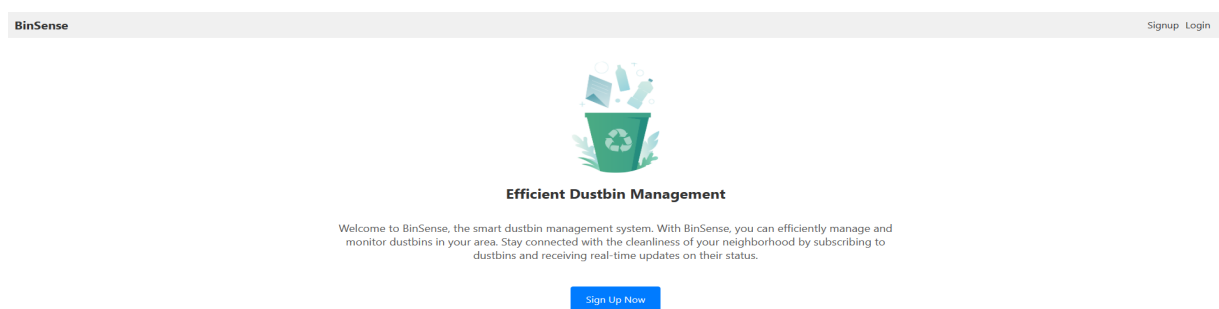 BinSense
Signup Login
Efficient Dustbin Management
Welcome to BinSense, the smart dustbin management system. With BinSense, you can efficiently manage and
monitor dustbins in your area. Stay connected with the cleanliness of your neighborhood by subscribing to
dustbins and receiving real-time updates on their status.
Sign Up Now